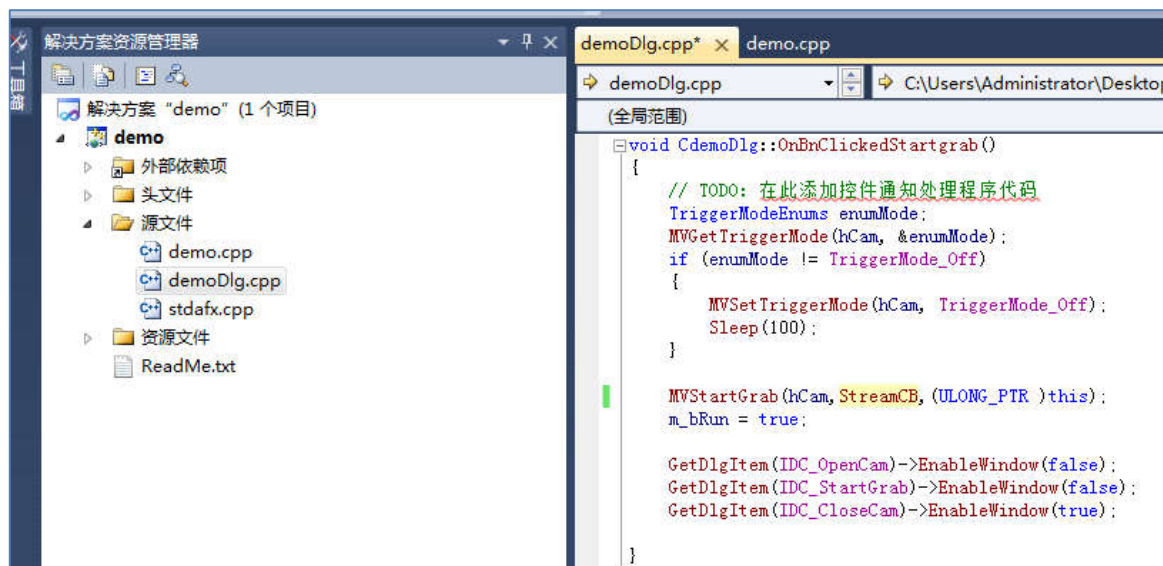 解决方案资源管理器
工具箱
解决方案 "demo" (1 个项目)
demo
外部依赖项
头文件
源文件
demo.cpp
demoDlg.cpp
stdafx.cpp
资源文件
ReadMe.txt
demoDlg.cpp* demo.cpp
demoDlg.cpp C:\Users\Administrator\Desktop
(全局范围)
void CdemoDlg::OnBnClickedStartgrab()
{
// TODO: 在此添加控件通知处理程序代码
TriggerModeEnums enumMode;
MVGetTriggerMode(hCam, &enumMode);
if (enumMode != TriggerMode_Off)
{
MVSetTriggerMode(hCam, TriggerMode_Off);
Sleep(100);
}
MVStartGrab(hCam,StreamCB,(ULONG_PTR )this);
m_bRun = true;
GetDlgItem(IDC_OpenCam)->EnableWindow(false);
GetDlgItem(IDC_StartGrab)->EnableWindow(false);
GetDlgItem(IDC_CloseCam)->EnableWindow(true);
}